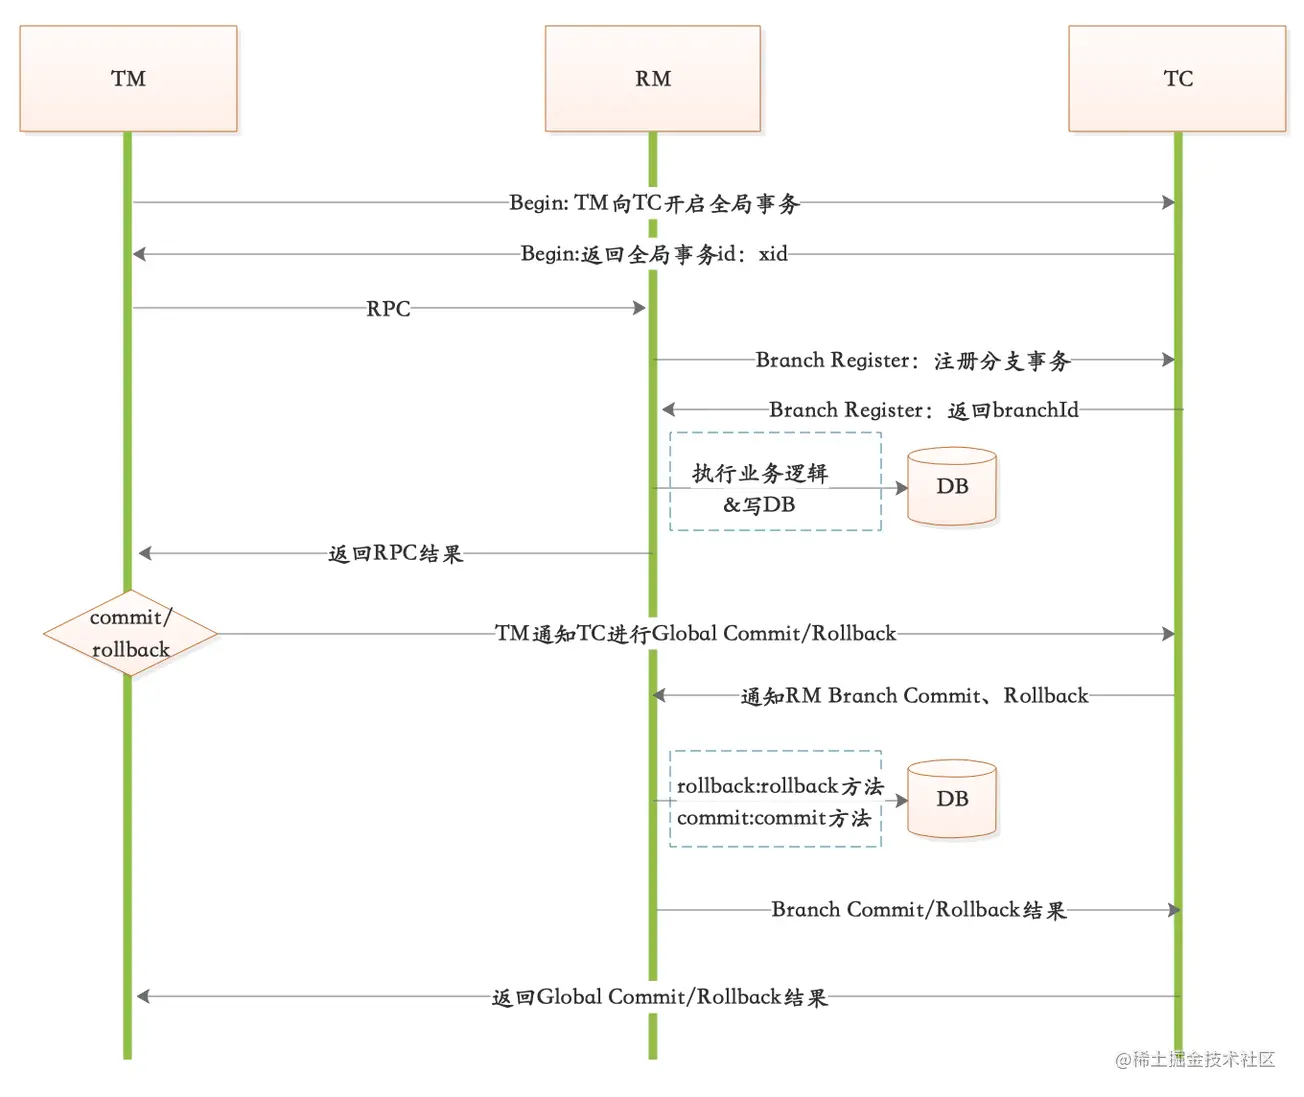 TM
RM
TC
Begin: TM向TC开启全局事务
Begin:返回全局事务id：xid
RPC
Branch Register：注册分支事务
Branch Register：返回branchId
执行业务逻辑
&写DB
DB
返回RPC结果
commit/
rollback
TM通知TC进行Global Commit/Rollback
通知RM Branch Commit、Rollback
rollback:rollback方法
commit:commit方法
DB
Branch Commit/Rollback结果
返回Global Commit/Rollback结果
@稀土掘金技术社区